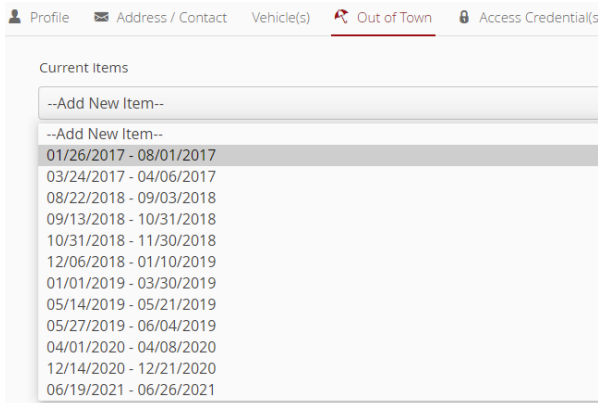 Profile Address / Contact Vehicle(s) Out of Town Access Credential(s
Current Items
--Add New Item--
--Add New Item--
01/26/2017 - 08/01/2017
03/24/2017 - 04/06/2017
08/22/2018 - 09/03/2018
09/13/2018 - 10/31/2018
10/31/2018 - 11/30/2018
12/06/2018 - 01/10/2019
01/01/2019 - 03/30/2019
05/14/2019 - 05/21/2019
05/27/2019 - 06/04/2019
04/01/2020 - 04/08/2020
12/14/2020 - 12/21/2020
06/19/2021 - 06/26/2021